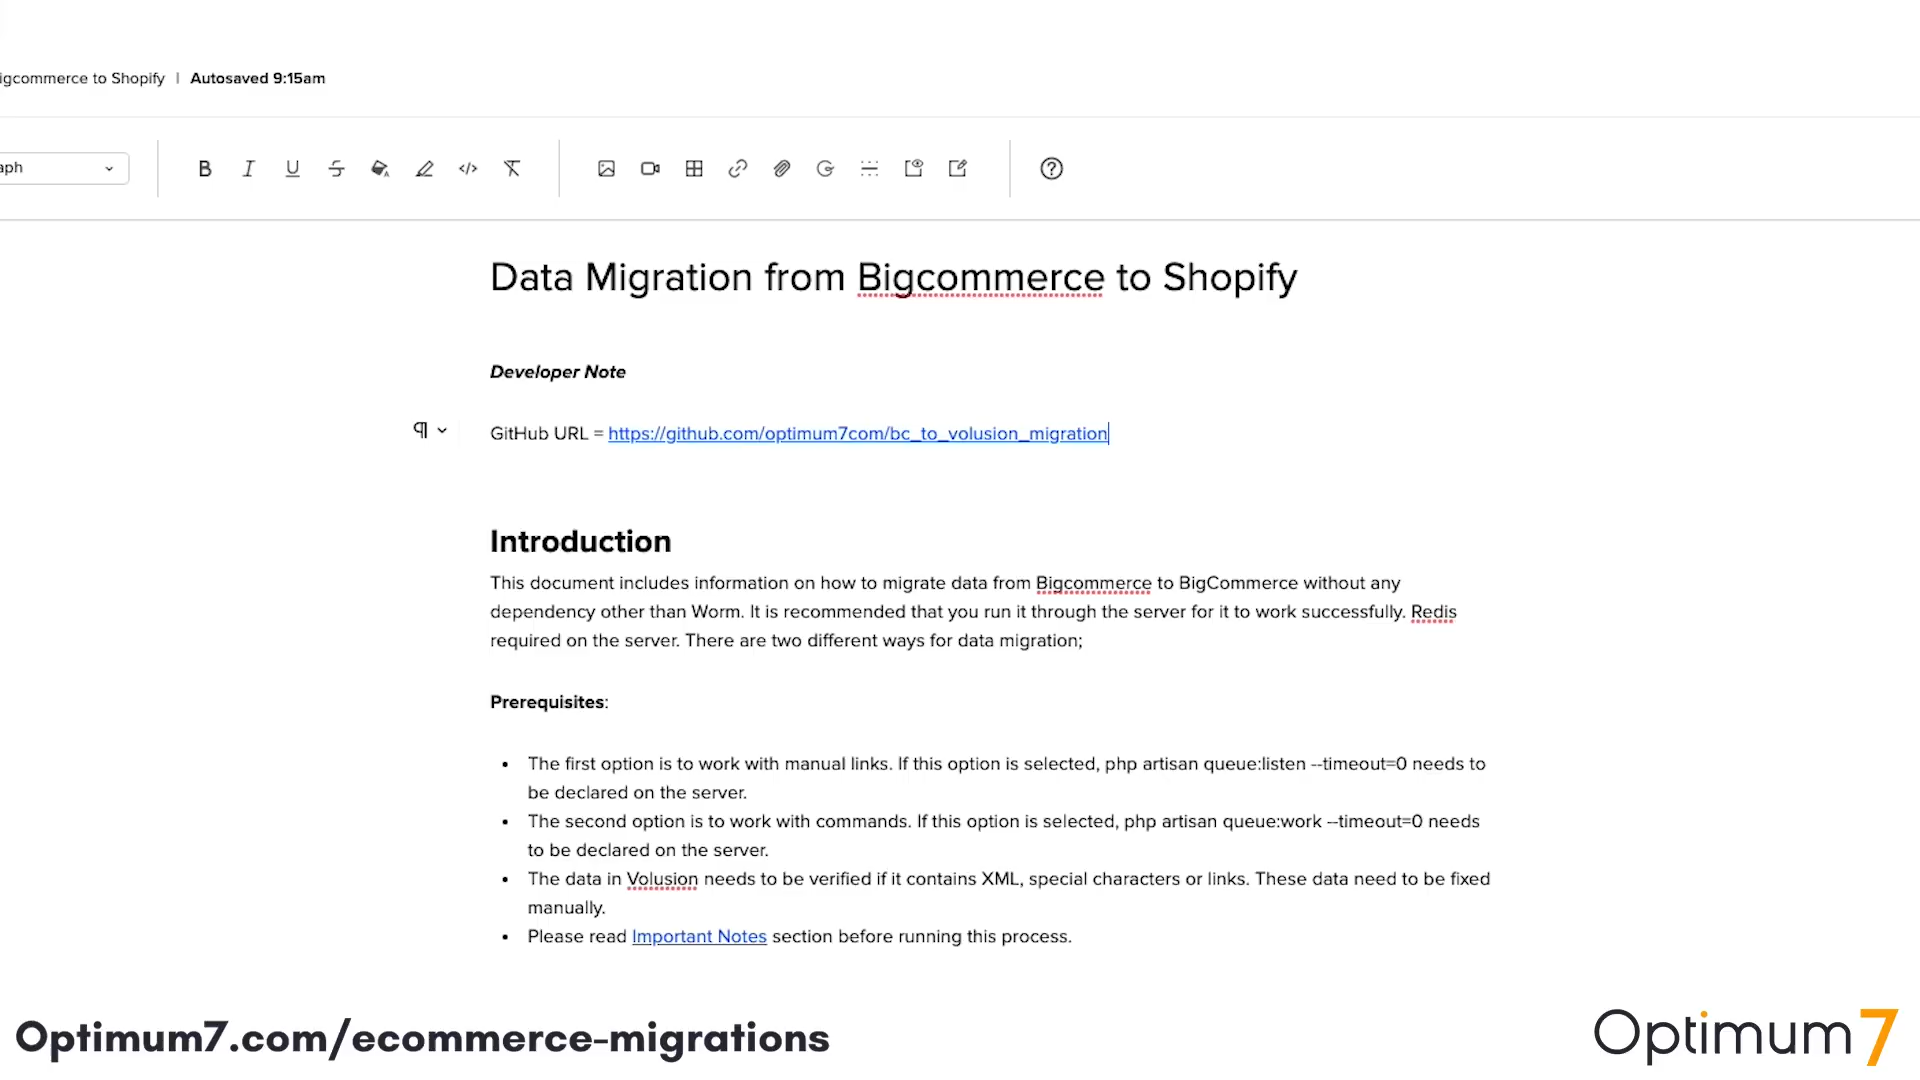 igcommerce to Shopify | Autosaved 9:15am
aph
Data Migration from Bigcommerce to Shopify
Developer Note
GitHub URL = https://github.com/optimum7com/bc_to_volusion_migration
Introduction
This document includes information on how to migrate data from Bigcommerce to BigCommerce without any
dependency other than Worm. It is recommended that you run it through the server for it to work successfully. Redis
required on the server. There are two different ways for data migration;
Prerequisites:
• The first option is to work with manual links. If this option is selected, php artisan queue:listen --timeout=0 needs to
be declared on the server.
• The second option is to work with commands. If this option is selected, php artisan queue:work --timeout=0 needs
to be declared on the server.
• The data in Volusion needs to be verified if it contains XML, special characters or links. These data need to be fixed
manually.
• Please read Important Notes section before running this process.
Optimum7.com/ecommerce-migrations
Optimum7